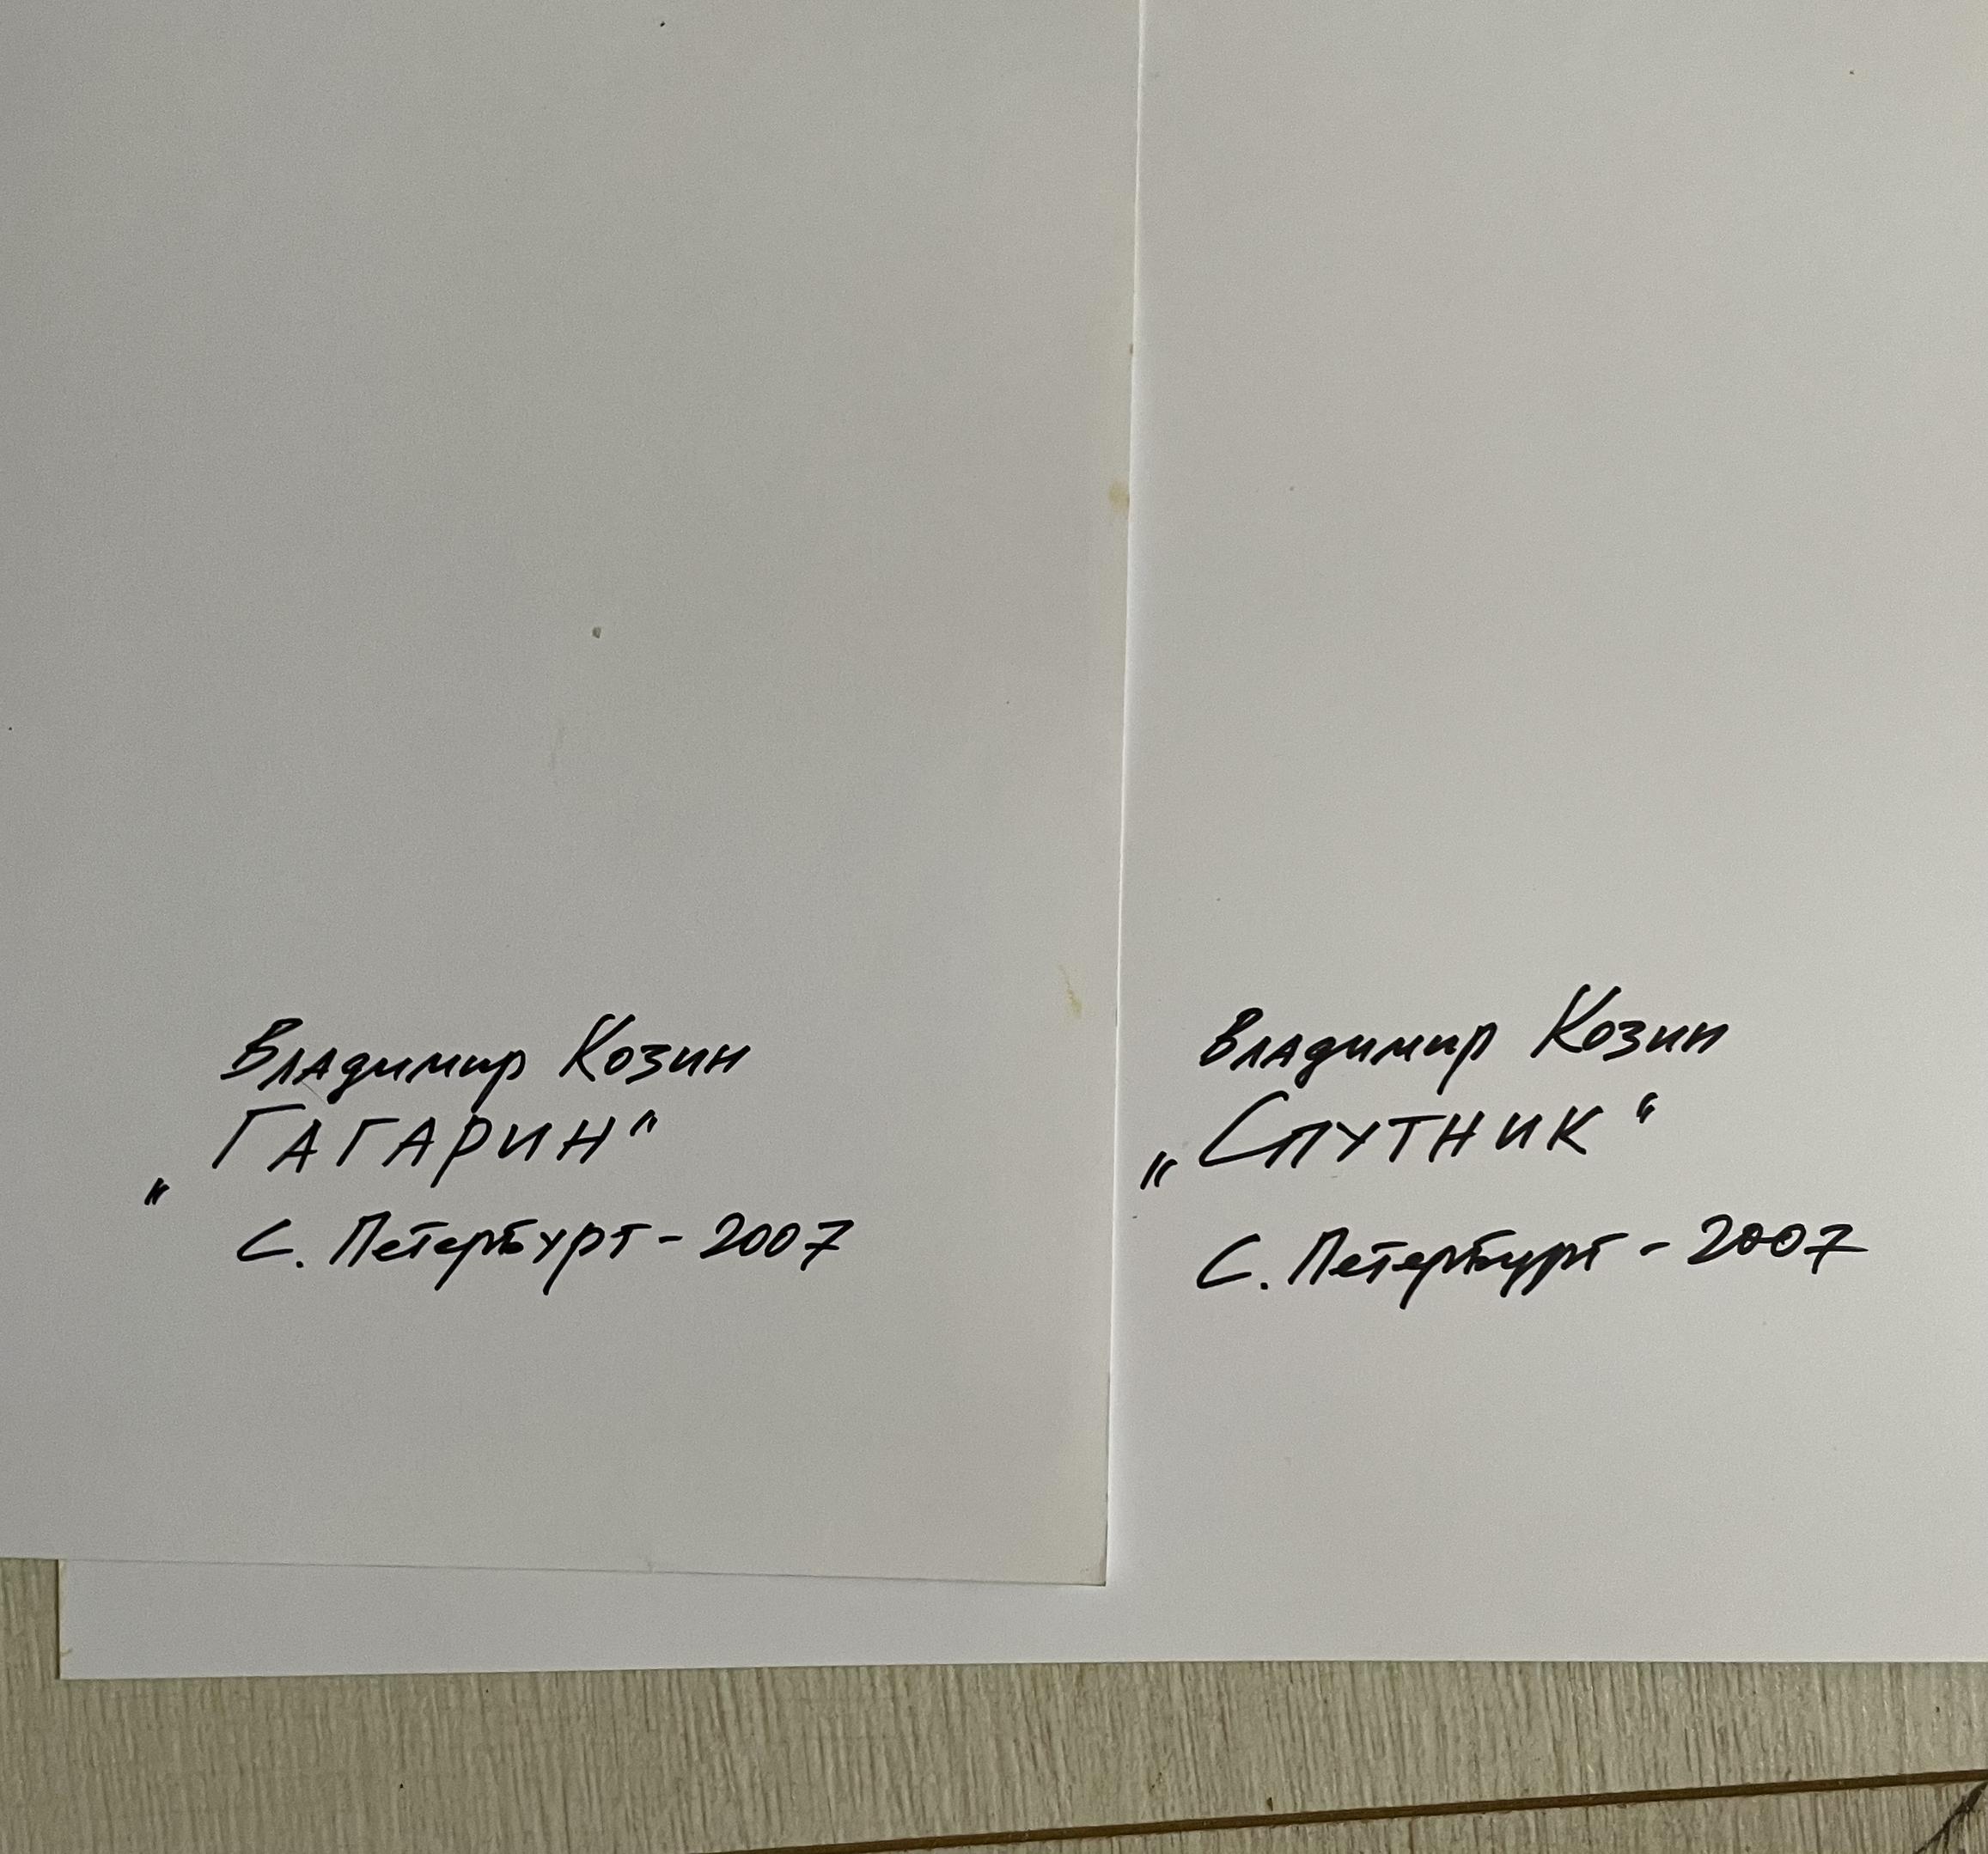 Владимир Козин
„Гагарин“
С. Петербург - 2007
Владимир Козин
„Спутник“
С. Петербург - 2007